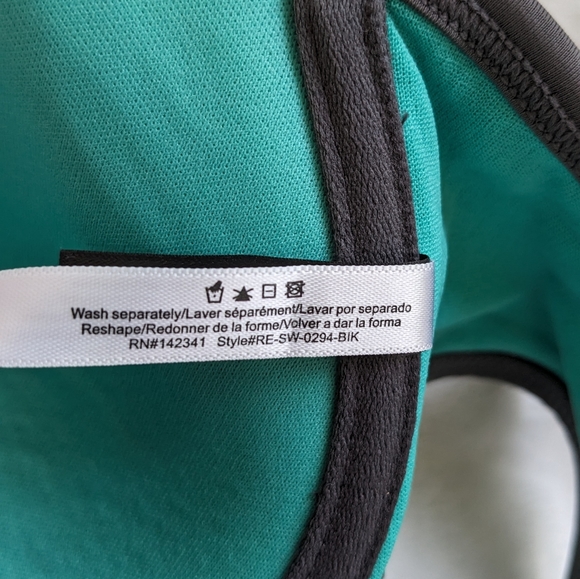 Wash separately/Laver séparément/Lavar por separado
Reshape/Redonner de la forme/Volver a dar la forma
RN#142341 Style#RE-SW-0294-BIK